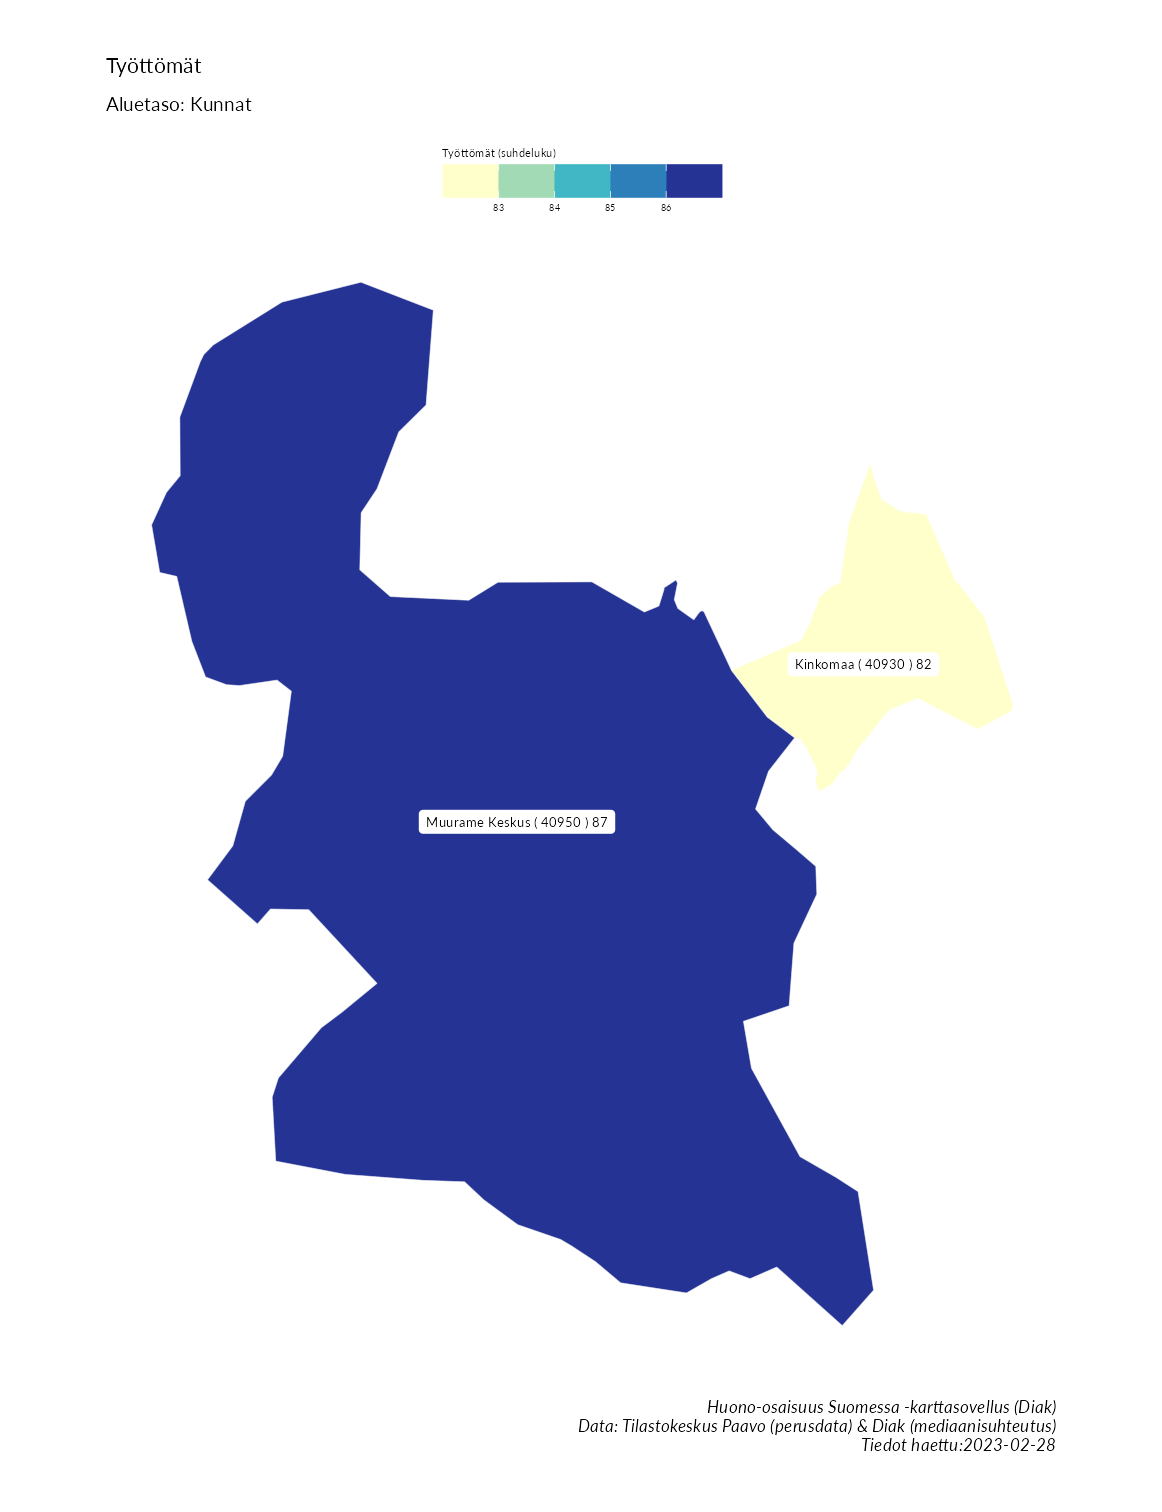 Työttömät
Aluetaso: Kunnat
Työttömät (suhdeluku)
83 84 85 86
Kinkomaa ( 40930 ) 82
Muurame Keskus ( 40950 ) 87
Huono-osaisuus Suomessa -karttasovellus (Diak)
Data: Tilastokeskus Paavo (perusdata) & Diak (mediaanisuhteutus)
Tiedot haettu:2023-02-28